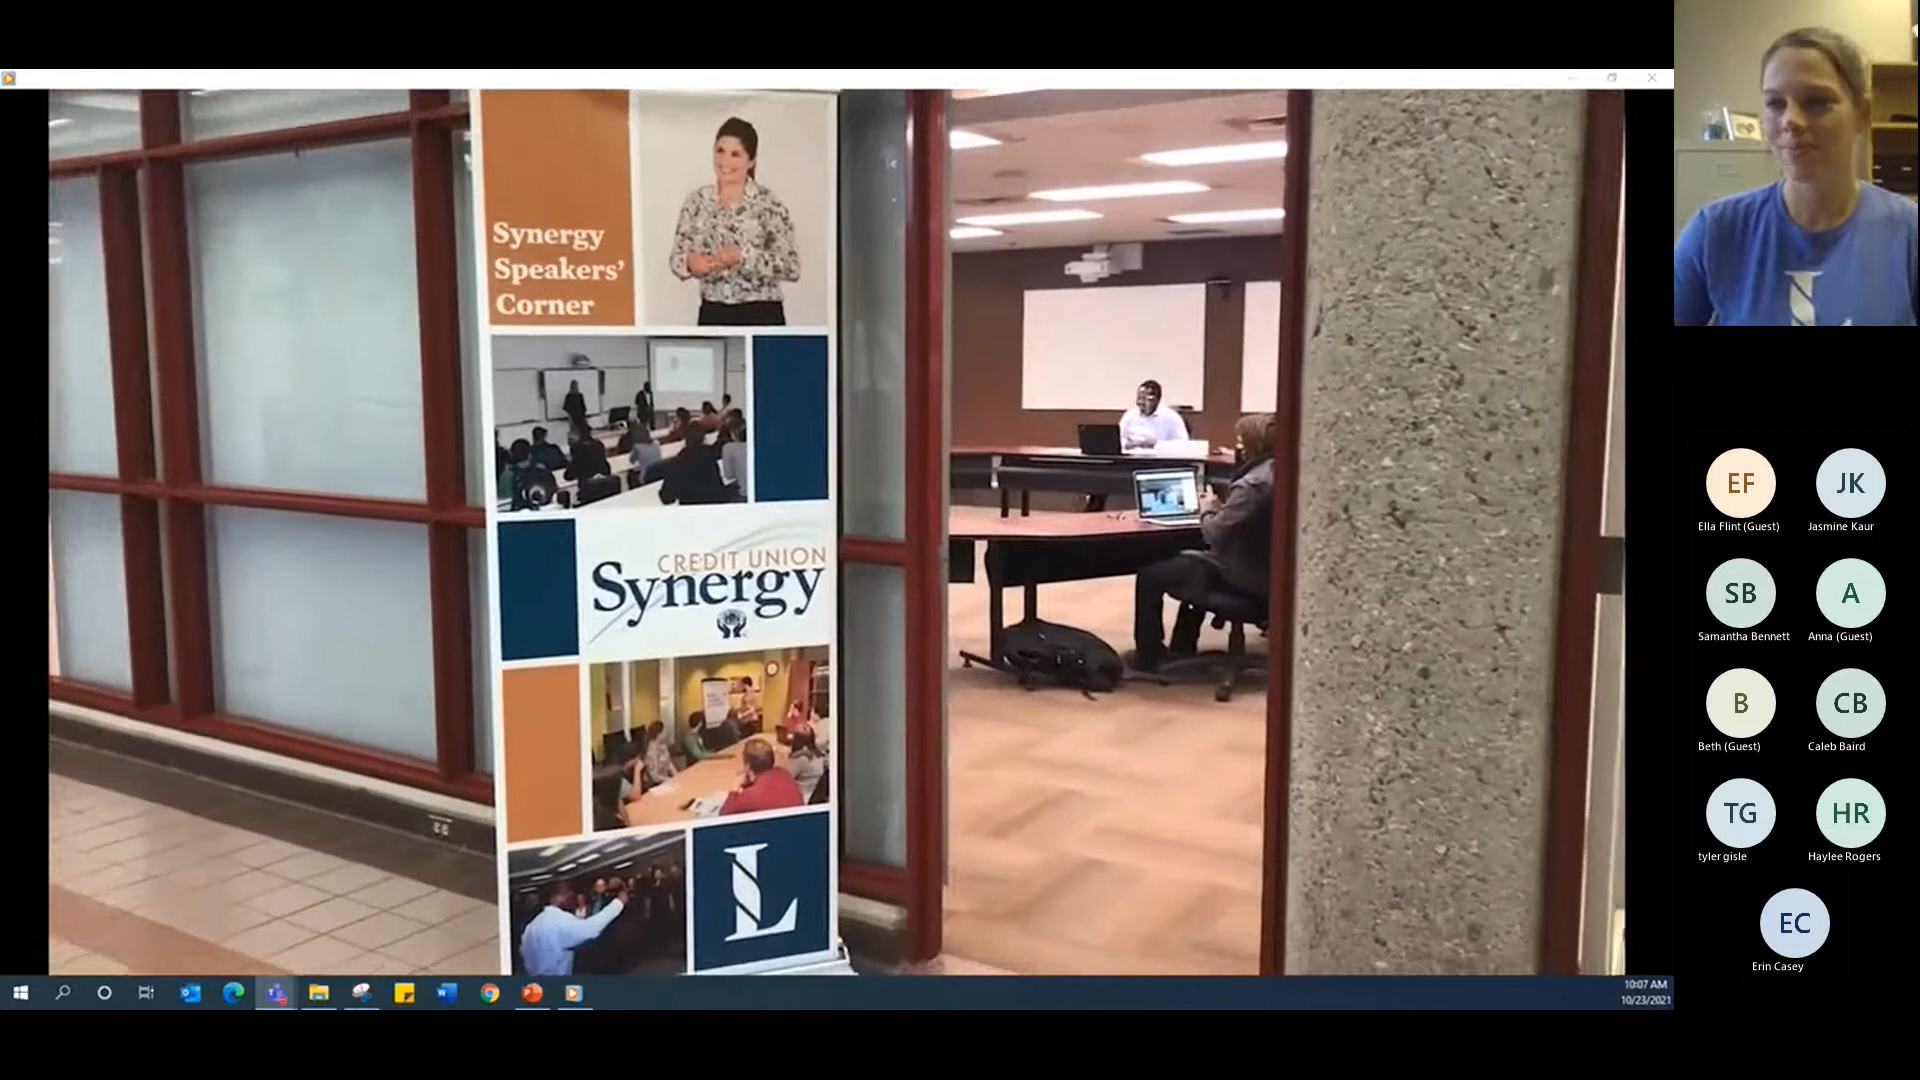 Synergy
Speakers’
Corner
CREDIT UNION
Synergy
L
L
EF
Ella Flint (Guest)
JK
Jasmine Kaur
SB
Samantha Bennett
A
Anna (Guest)
B
Beth (Guest)
CB
Caleb Baird
TG
tyler gisle
HR
Haylee Rogers
EC
Erin Casey
10:07 AM
10/23/2021